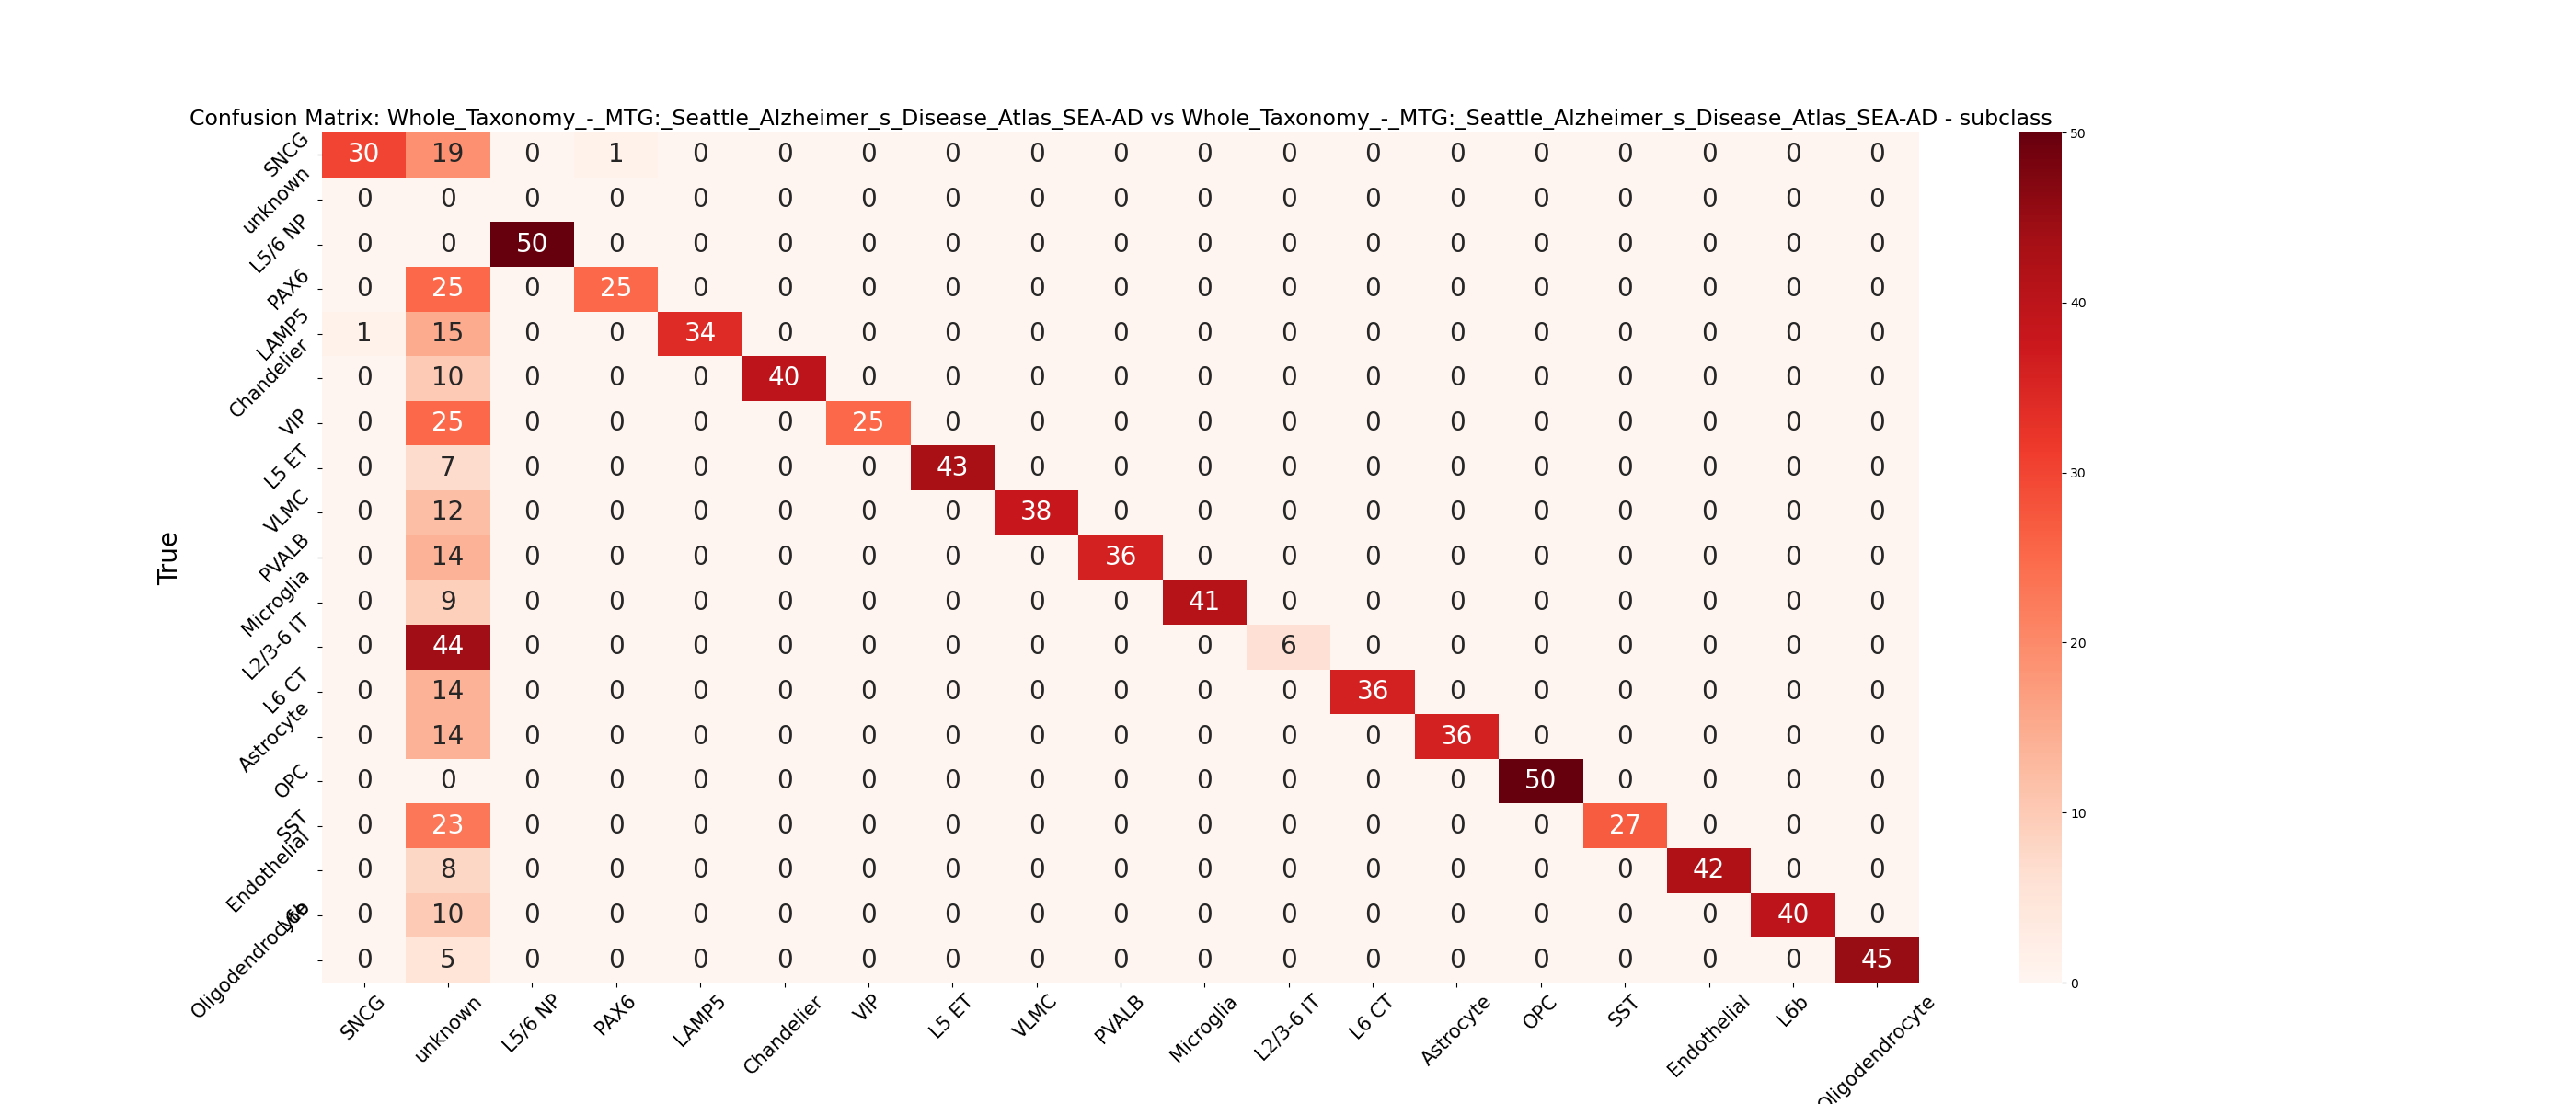 Confusion Matrix: Whole_Taxonomy_-_MTG:_Seattle_Alzheimer_s_Disease_Atlas_SEA-AD vs Whole_Taxonomy_-_MTG:_Seattle_Alzheimer_s_Disease_Atlas_SEA-AD - subclass
True
SNCG 30 19 0 1 0 0 0 0 0 0 0 0 0 0 0 0 0 0 0
unknown 0 0 0 0 0 0 0 0 0 0 0 0 0 0 0 0 0 0 0
L5/6 NP 0 0 50 0 0 0 0 0 0 0 0 0 0 0 0 0 0 0 0
PAX6 0 25 0 25 0 0 0 0 0 0 0 0 0 0 0 0 0 0 0
LAMP5 1 15 0 0 34 0 0 0 0 0 0 0 0 0 0 0 0 0 0
Chandelier 0 10 0 0 0 40 0 0 0 0 0 0 0 0 0 0 0 0 0
VIP 0 25 0 0 0 0 25 0 0 0 0 0 0 0 0 0 0 0 0
L5 ET 0 7 0 0 0 0 0 43 0 0 0 0 0 0 0 0 0 0 0
VLMC 0 12 0 0 0 0 0 0 38 0 0 0 0 0 0 0 0 0 0
PVALB 0 14 0 0 0 0 0 0 0 36 0 0 0 0 0 0 0 0 0
Microglia 0 9 0 0 0 0 0 0 0 0 41 0 0 0 0 0 0 0 0
L2/3-6 IT 0 44 0 0 0 0 0 0 0 0 0 6 0 0 0 0 0 0 0
L6 CT 0 14 0 0 0 0 0 0 0 0 0 0 36 0 0 0 0 0 0
Astrocyte 0 14 0 0 0 0 0 0 0 0 0 0 0 36 0 0 0 0 0
OPC 0 0 0 0 0 0 0 0 0 0 0 0 0 0 50 0 0 0 0
SST 0 23 0 0 0 0 0 0 0 0 0 0 0 0 0 27 0 0 0
Endothelial 0 8 0 0 0 0 0 0 0 0 0 0 0 0 0 0 42 0 0
L6b 0 10 0 0 0 0 0 0 0 0 0 0 0 0 0 0 0 40 0
Oligodendrocyte 0 5 0 0 0 0 0 0 0 0 0 0 0 0 0 0 0 0 45
SNCG unknown L5/6 NP PAX6 LAMP5 Chandelier VIP L5 ET VLMC PVALB Microglia L2/3-6 IT L6 CT Astrocyte OPC SST Endothelial L6b Oligodendrocyte
50
40
30
20
10
0